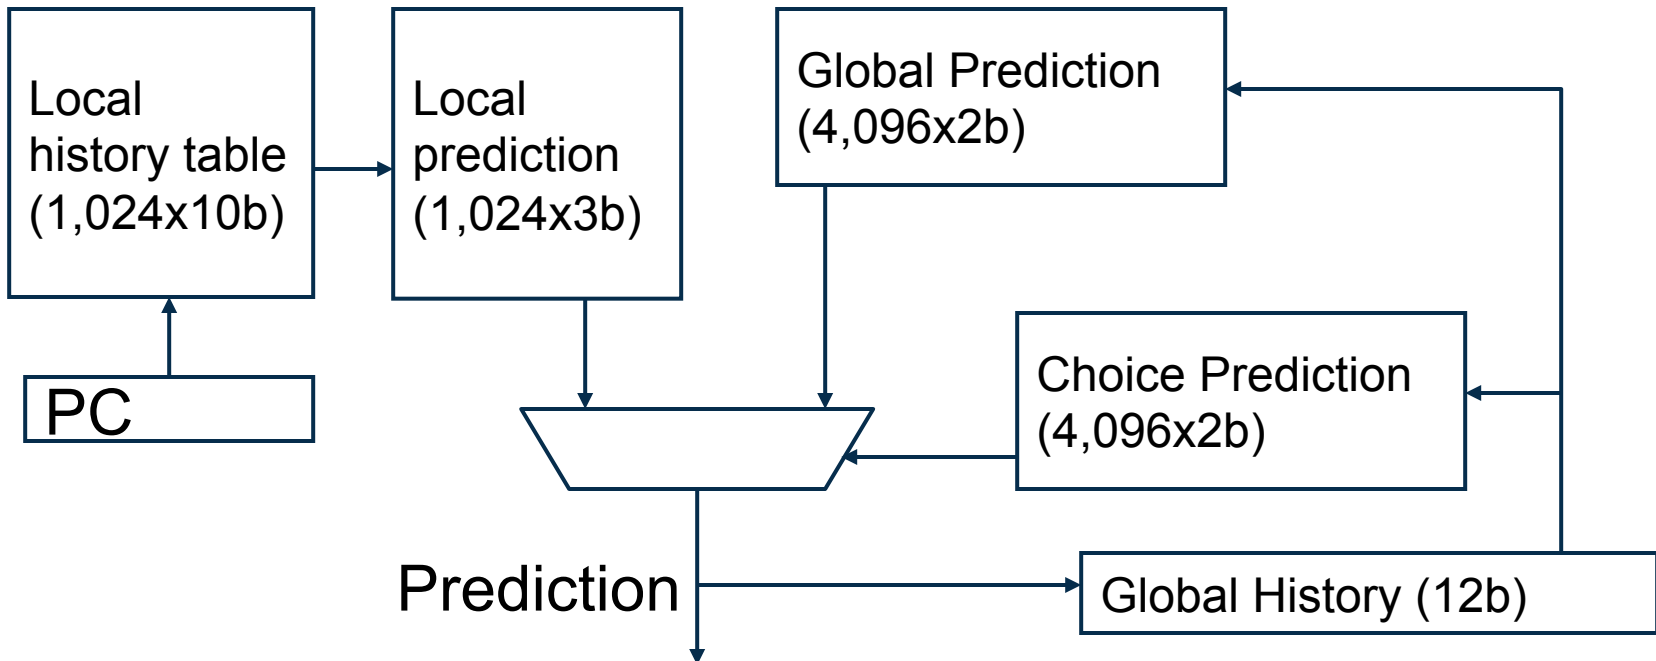 Local
history table
(1,024x10b)
Local
prediction
(1,024x3b)
Global Prediction
(4,096x2b)
PC
Choice Prediction
(4,096x2b)
Prediction
Global History (12b)